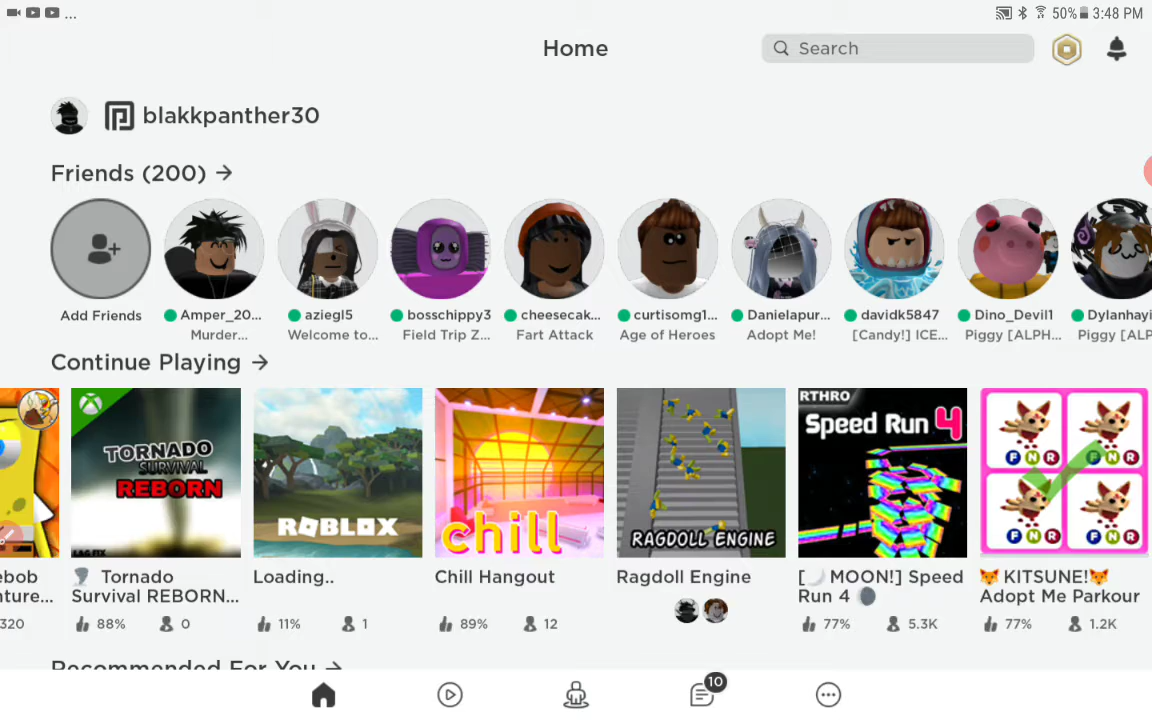 ...
50% 3:48 PM
Home
Search
blakkpanther30
Friends (200) →
Add Friends
Amper_20...
Murder...
aziegl5
Welcome to...
bosschippy3
Field Trip Z...
cheesecak...
Fart Attack
curtisomg1...
Age of Heroes
Danielapur...
Adopt Me!
davidk5847
[Candy!] ICE...
Dino_Devil1
Piggy [ALPH...
Dylanhayi
Piggy [ALP
Continue Playing →
TORNADO
SURVIVAL
REBORN
LAG FIX
ROBLOX
chill
RAGDOLL ENGINE
RTHRO
Speed Run 4
F N R
F N R
F N R
F N R
ebob
nture...
320
🌪 Tornado
Survival REBORN...
88% 0
Loading..
11% 1
Chill Hangout
89% 12
Ragdoll Engine
[🌙MOON!] Speed
Run 4 🌘
77% 5.3K
🦊 KITSUNE!🦊
Adopt Me Parkour
77% 1.2K
Recommended For You →
10